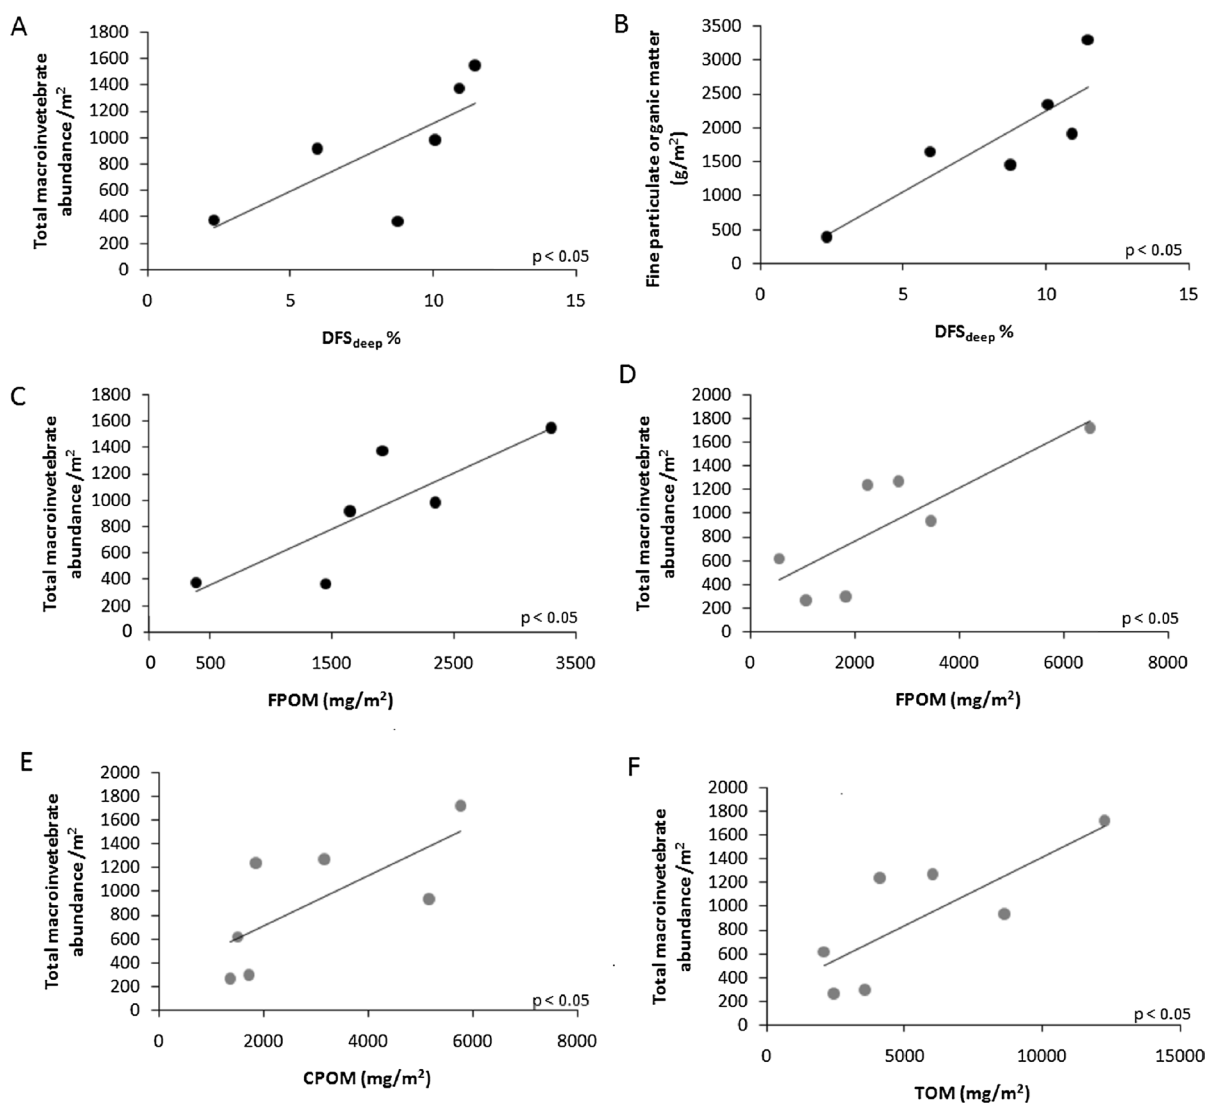 A
Total macroinvetebrate
abundance /m²
1800
1600
1400
1200
1000
800
600
400
200
0
0 5 10 15
p < 0.05
DFSdeep %
B
Fine particulate organic matter
(g/m²)
3500
3000
2500
2000
1500
1000
500
0
0 5 10 15
p < 0.05
DFSdeep %
C
Total macroinvetebrate
abundance /m²
1800
1600
1400
1200
1000
800
600
400
200
0
0 500 1500 2500 3500
p < 0.05
FPOM (mg/m²)
D
Total macroinvetebrate
abundance /m²
2000
1800
1600
1400
1200
1000
800
600
400
200
0
0 2000 4000 6000 8000
p < 0.05
FPOM (mg/m²)
E
Total macroinvetebrate
abundance /m²
2000
1800
1600
1400
1200
1000
800
600
400
200
0
0 2000 4000 6000 8000
p < 0.05
CPOM (mg/m²)
F
Total macroinvetebrate
abundance /m²
2000
1800
1600
1400
1200
1000
800
600
400
200
0
0 5000 10000 15000
p < 0.05
TOM (mg/m²)